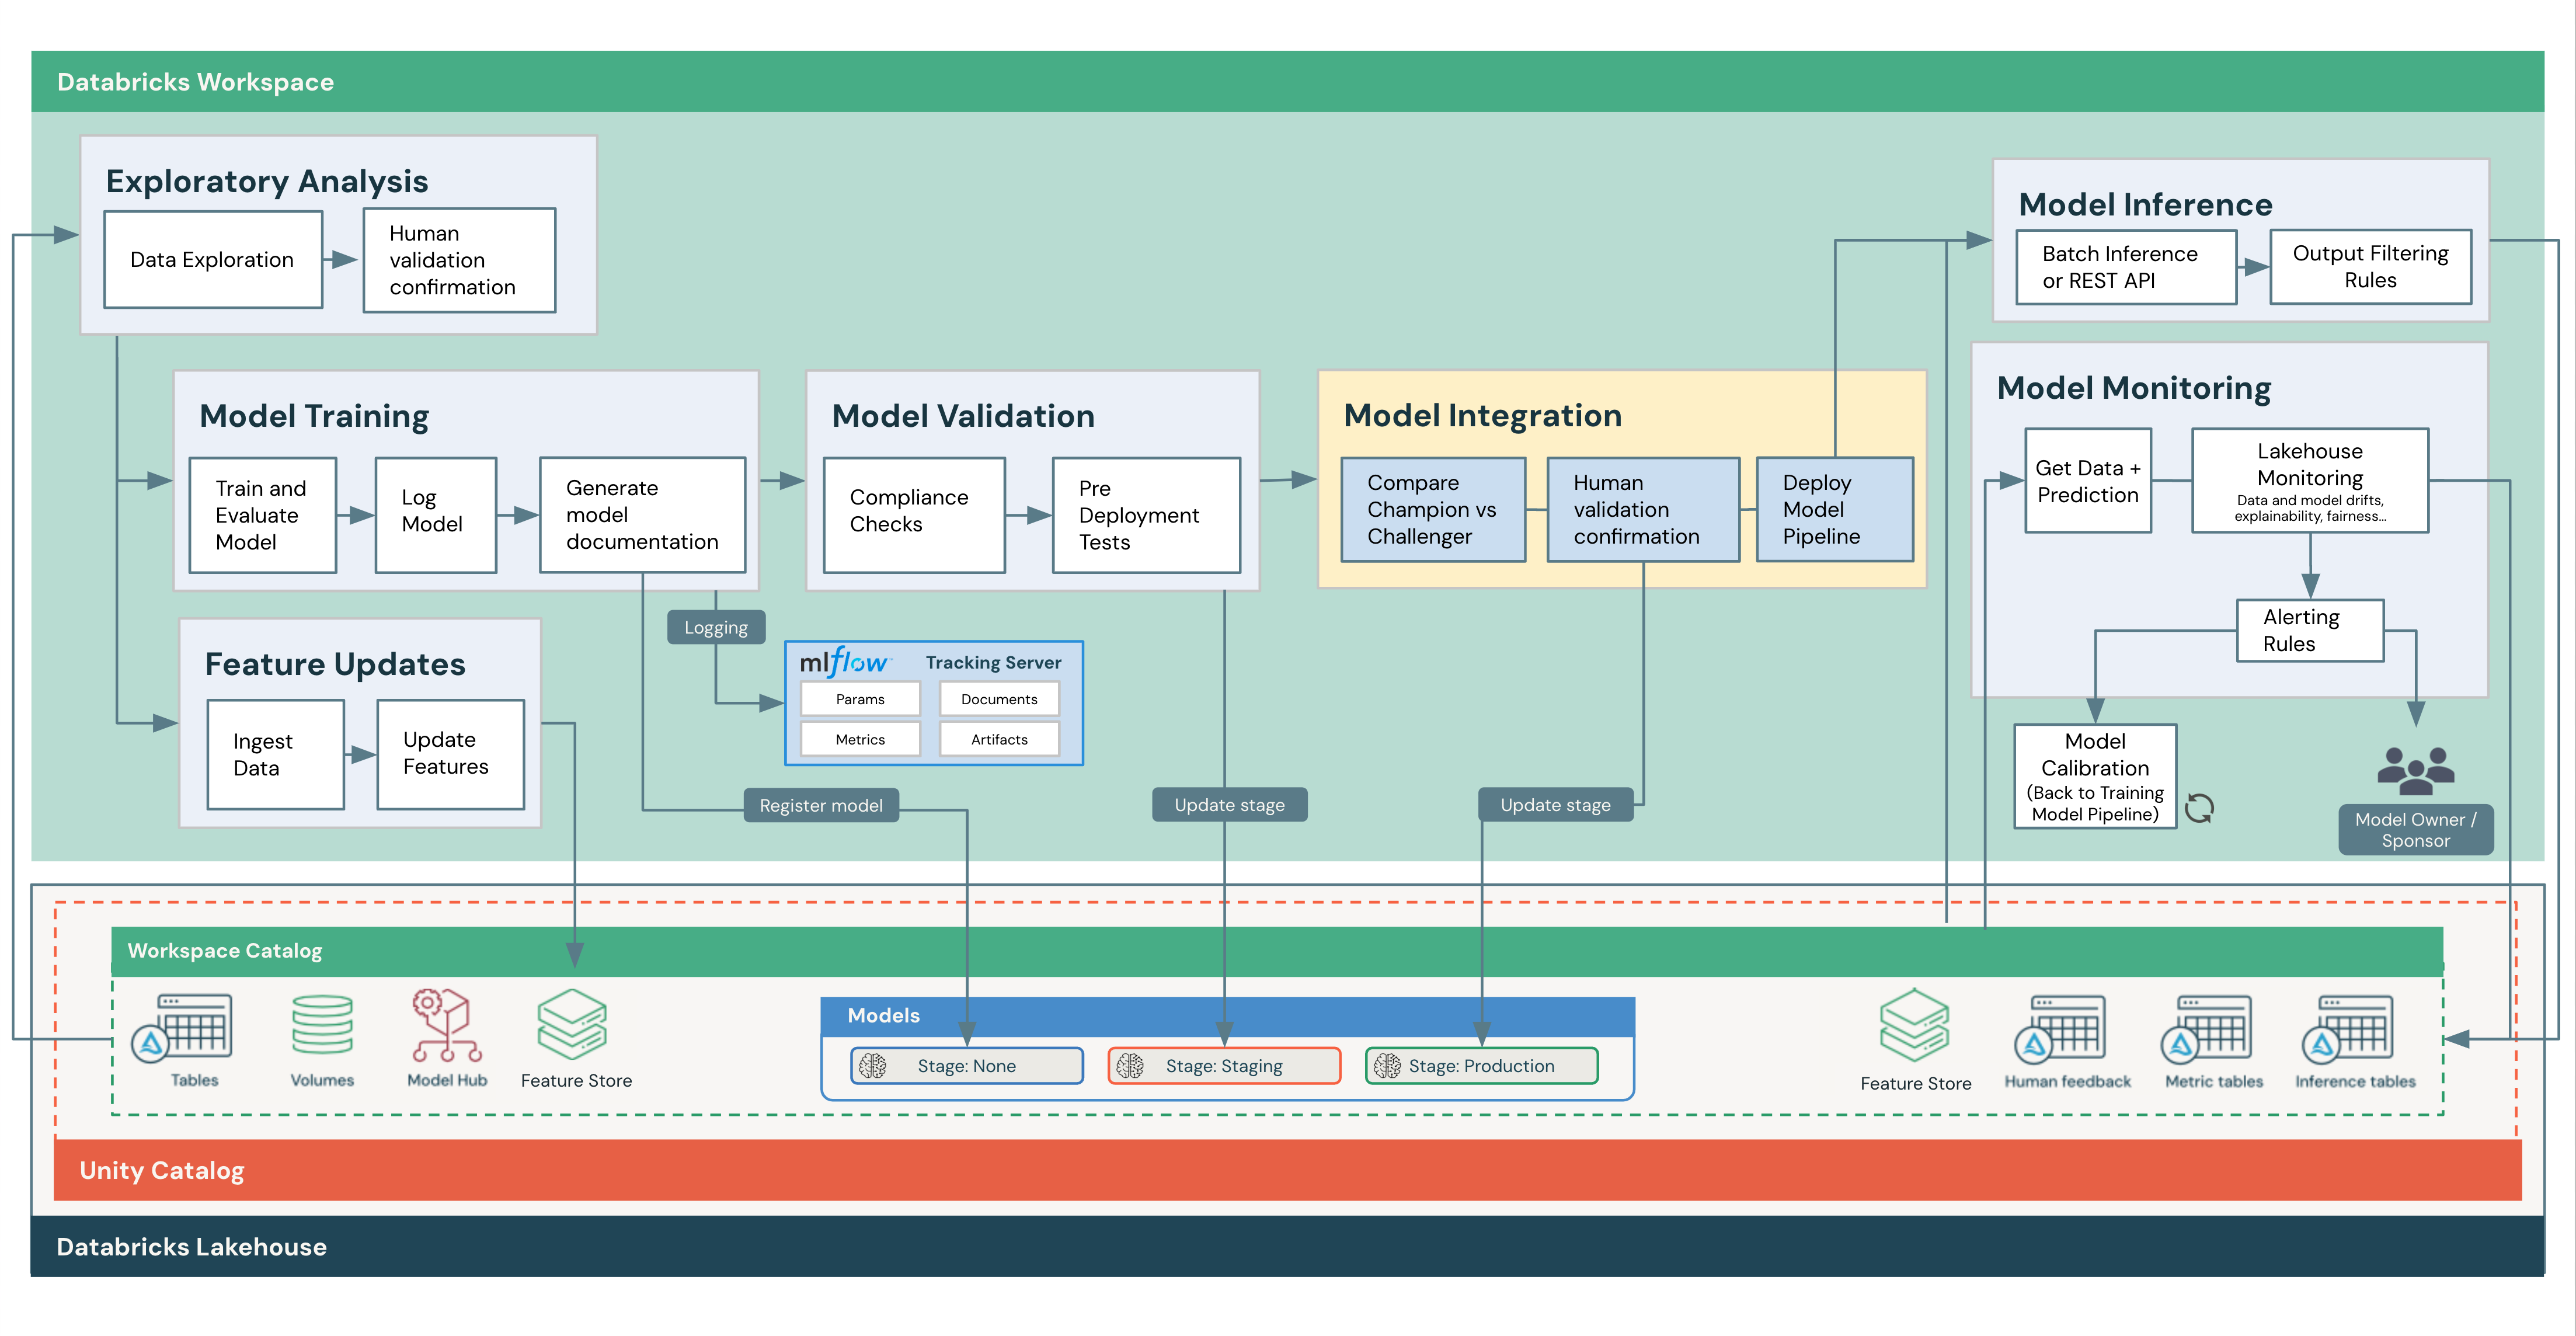 Databricks Workspace
Exploratory Analysis
Data Exploration
Human
validation
confirmation
Model Training
Train and
Evaluate
Model
Log
Model
Generate
model
documentation
Model Validation
Compliance
Checks
Pre
Deployment
Tests
Model Integration
Compare
Champion vs
Challenger
Human
validation
confirmation
Deploy
Model
Pipeline
Model Inference
Batch Inference
or REST API
Output Filtering
Rules
Model Monitoring
Get Data +
Prediction
Lakehouse
Monitoring
Data and model drifts,
explainability, fairness...
Alerting
Rules
Model
Calibration
(Back to Training
Model Pipeline)
Model Owner /
Sponsor
Feature Updates
Ingest
Data
Update
Features
Logging
mlflow™ Tracking Server
Params
Documents
Metrics
Artifacts
Register model
Update stage
Update stage
Workspace Catalog
Tables
Volumes
Model Hub
Feature Store
Models
Stage: None
Stage: Staging
Stage: Production
Feature Store
Human feedback
Metric tables
Inference tables
Unity Catalog
Databricks Lakehouse